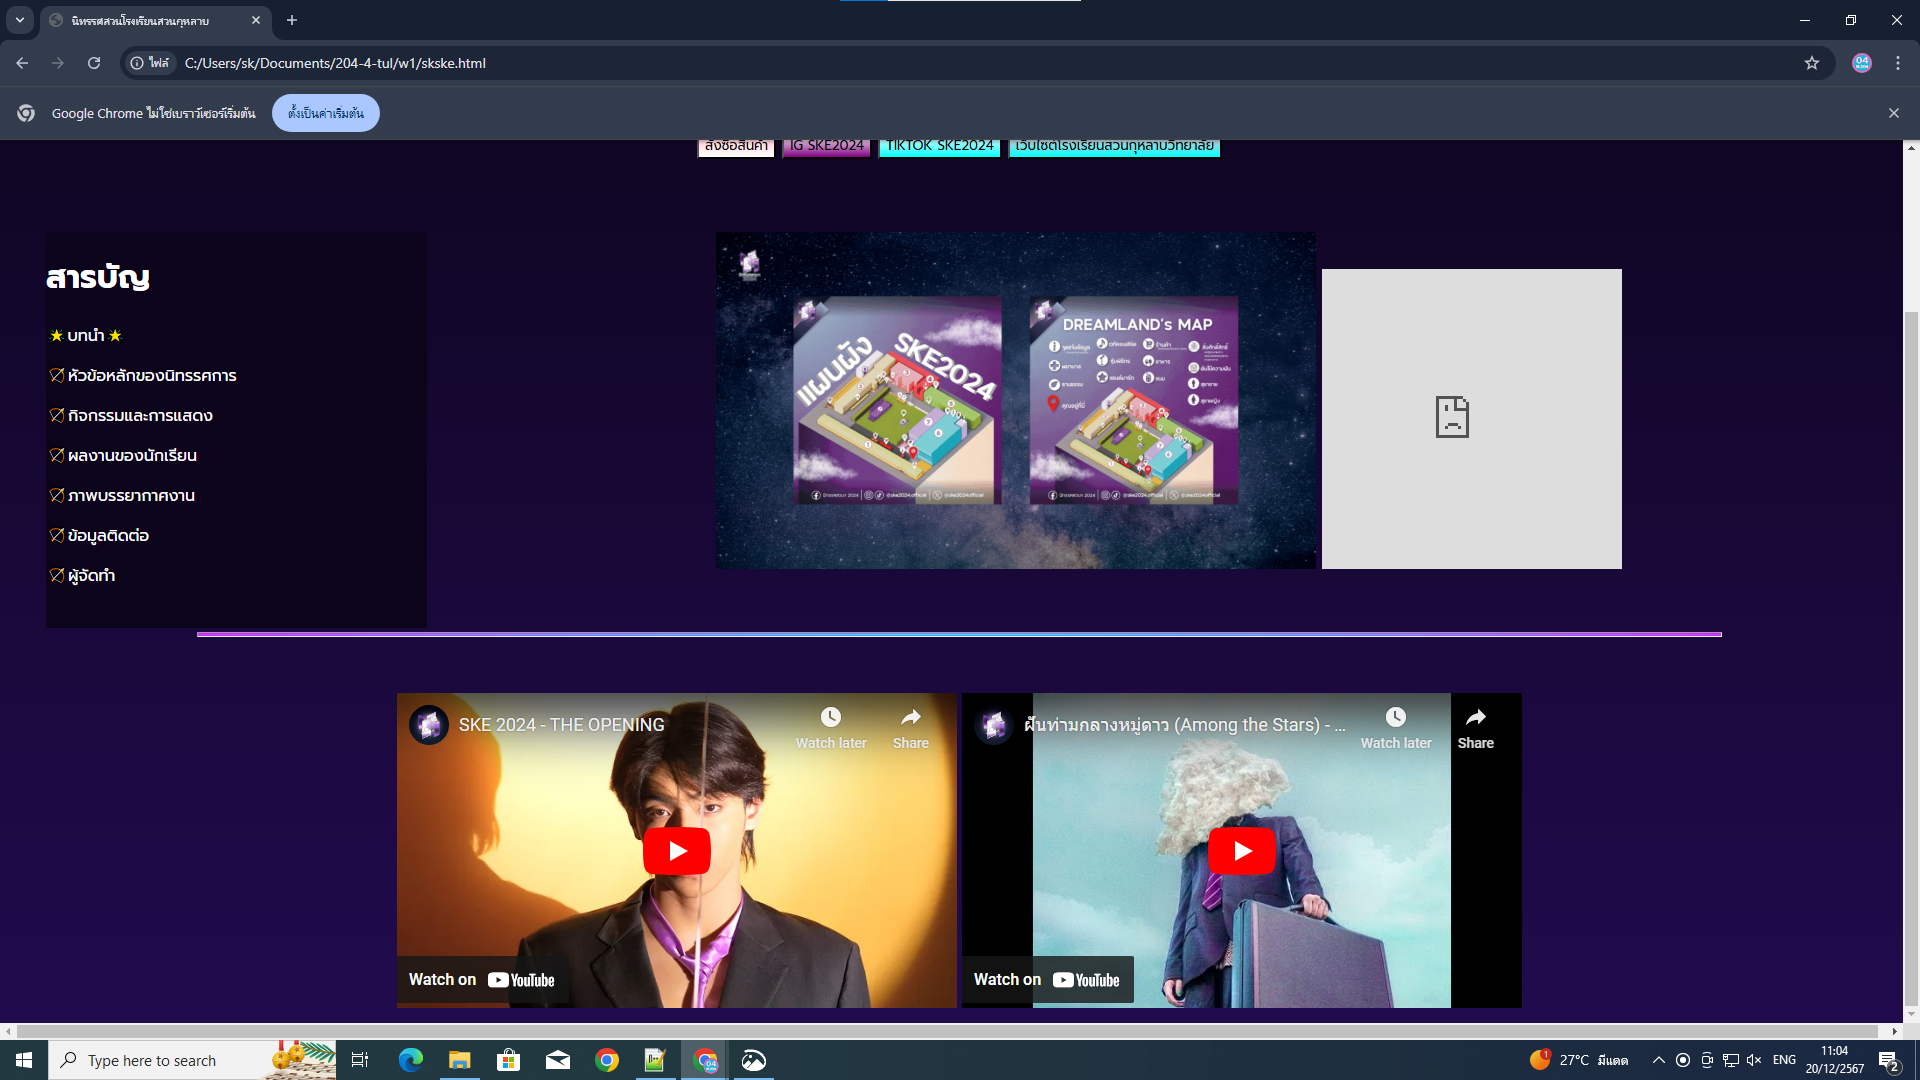 นิทรรศสวนโรงเรียนสวนกุหลาบ
ไฟล์
C:/Users/sk/Documents/204-4-tul/w1/skske.html
Google Chrome ไม่ใช่เบราว์เซอร์เริ่มต้น
ตั้งเป็นค่าเริ่มต้น
สั่งซื้อสินค้า
IG SKE2024
TIKTOK SKE2024
เว็บไซต์โรงเรียนสวนกุหลาบวิทยาลัย
สารบัญ
บทนำ
หัวข้อหลักของนิทรรศการ
กิจกรรมและการแสดง
ผลงานของนักเรียน
ภาพบรรยากาศงาน
ข้อมูลติดต่อ
ผู้จัดทำ
แผนผัง SKE2024
DREAMLAND's MAP
คุณอยู่ที่นี่
SKE 2024 - THE OPENING
Watch later
Share
Watch on YouTube
ฝันท่ามกลางหมู่ดาว (Among the Stars) - ...
Watch later
Share
Watch on YouTube
Type here to search
27°C มีแดด
ENG
11:04
20/12/2567
2